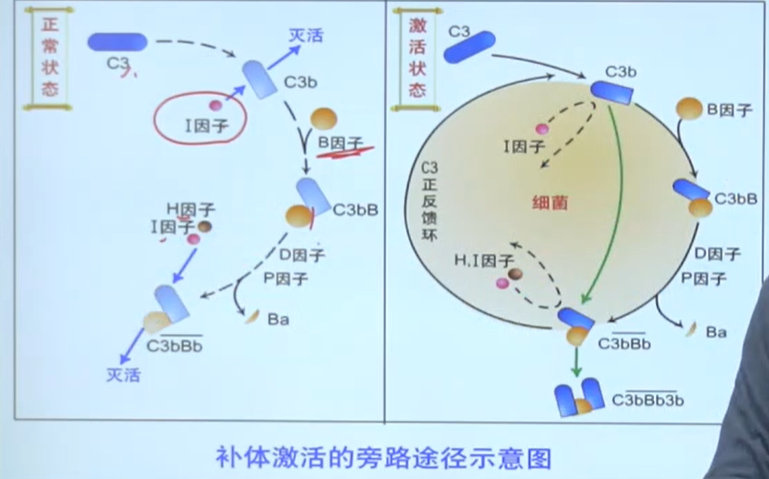 正常状态
C3
灭活
C3b
I因子
B因子
C3bB
H因子
I因子
D因子
P因子
Ba
C3bBb
灭活
激活状态
C3
C3b
B因子
I因子
C3正反馈环
细菌
C3bB
H.I因子
D因子
P因子
Ba
C3bBb
C3bBb3b
补体激活的旁路途径示意图